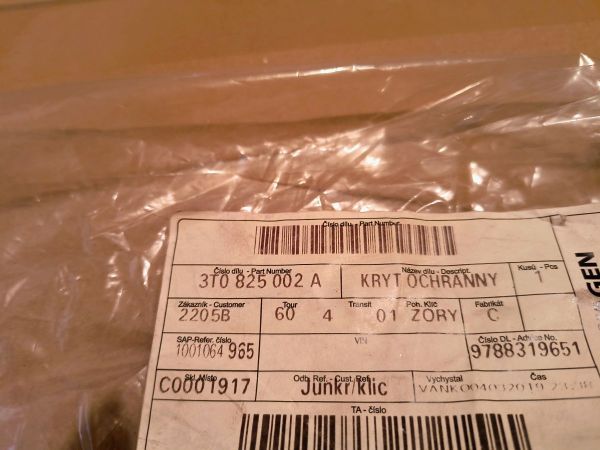 Číslo dílu - Part Number
Číslo dílu - Part Number Název dílu - Descript. Kusů - Pcs
3T0 825 002 A KRYT OCHRANNY 1
Zákazník - Customer Tour Transit Poh. Klíč Fabrikát
2205B 60 4 01 ZORY C
SAP-Refer. číslo VIN Číslo DL - Advice No.
1001064 965 9788319651
Skl. Místo Odb. Ref. - Cust. Ref. Vychystal Čas
C0001917 Junkr/klic
TA - číslo
GEN